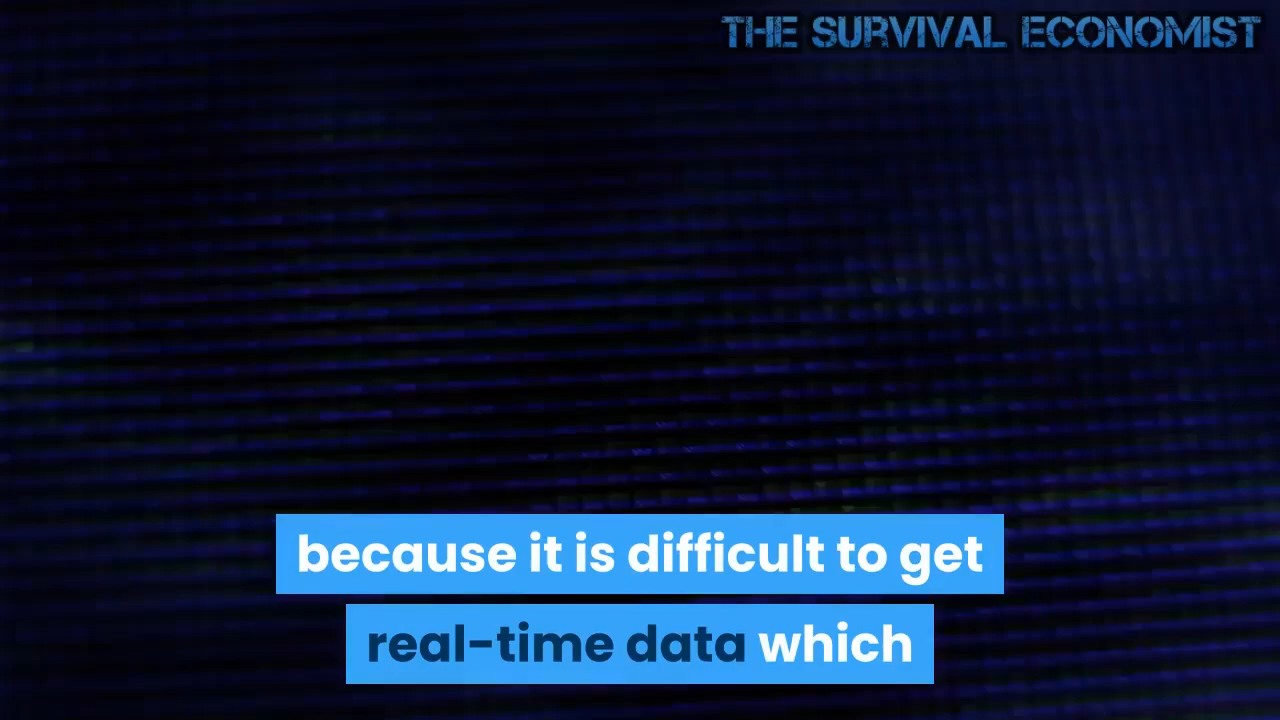 THE SURVIVAL ECONOMIST
because it is difficult to get
real-time data which